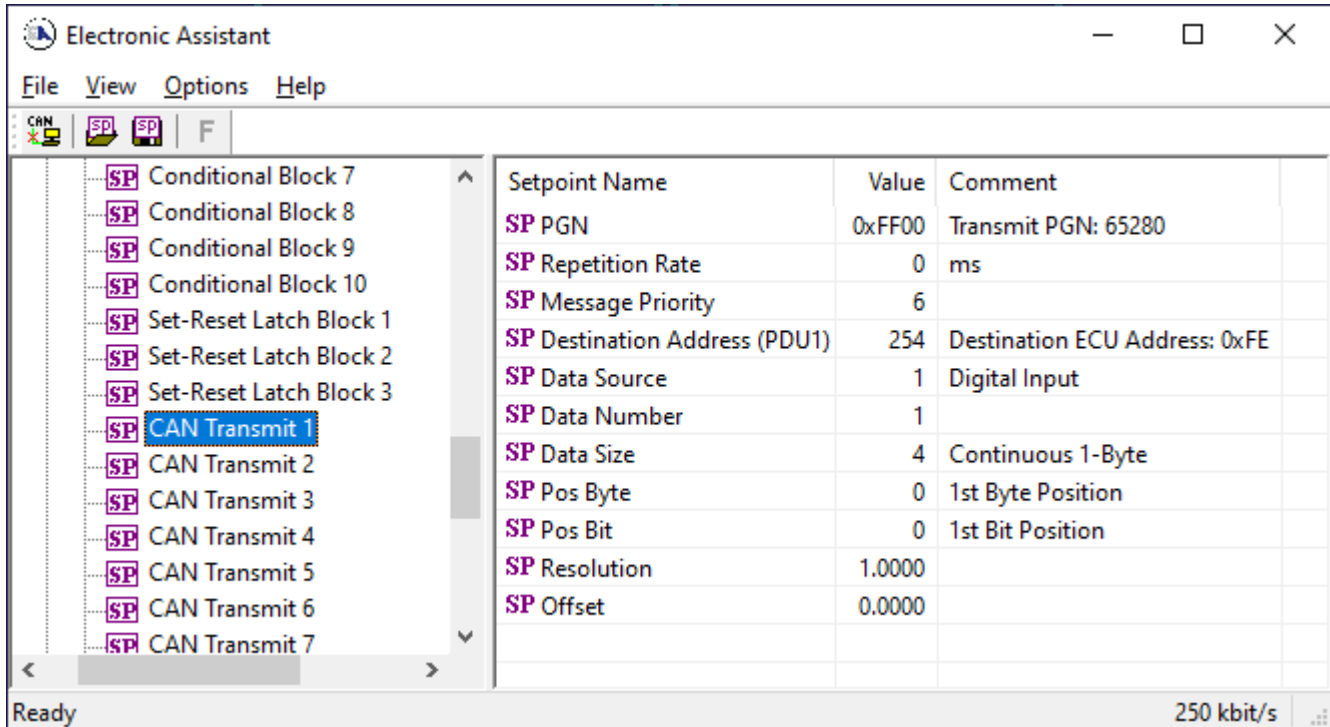 Electronic Assistant
File View Options Help
CAN SP SP F
SP Conditional Block 7
SP Conditional Block 8
SP Conditional Block 9
SP Conditional Block 10
SP Set-Reset Latch Block 1
SP Set-Reset Latch Block 2
SP Set-Reset Latch Block 3
SP CAN Transmit 1
SP CAN Transmit 2
SP CAN Transmit 3
SP CAN Transmit 4
SP CAN Transmit 5
SP CAN Transmit 6
SP CAN Transmit 7
Setpoint Name Value Comment
SP PGN 0xFF00 Transmit PGN: 65280
SP Repetition Rate 0 ms
SP Message Priority 6
SP Destination Address (PDU1) 254 Destination ECU Address: 0xFE
SP Data Source 1 Digital Input
SP Data Number 1
SP Data Size 4 Continuous 1-Byte
SP Pos Byte 0 1st Byte Position
SP Pos Bit 0 1st Bit Position
SP Resolution 1.0000
SP Offset 0.0000
Ready 250 kbit/s